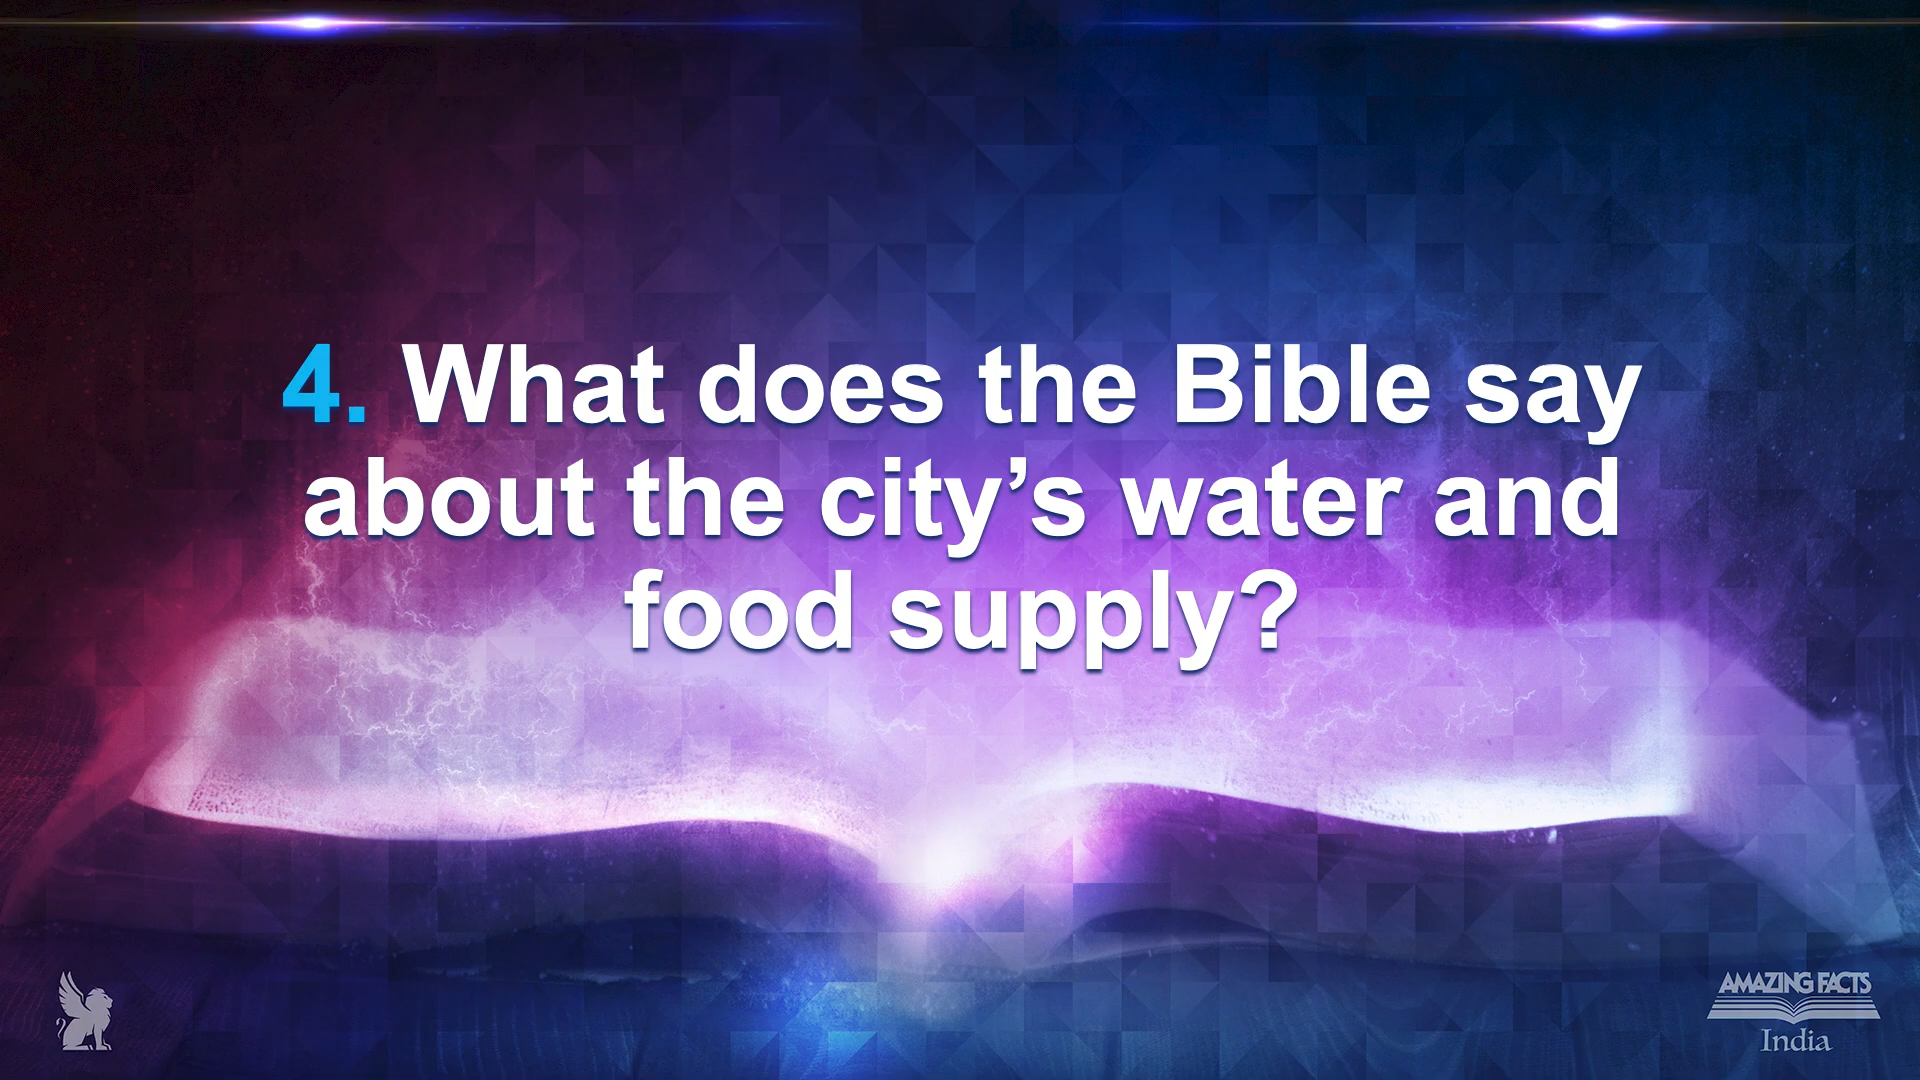 4. What does the Bible say
about the city’s water and
food supply?
AMAZING FACTS
India